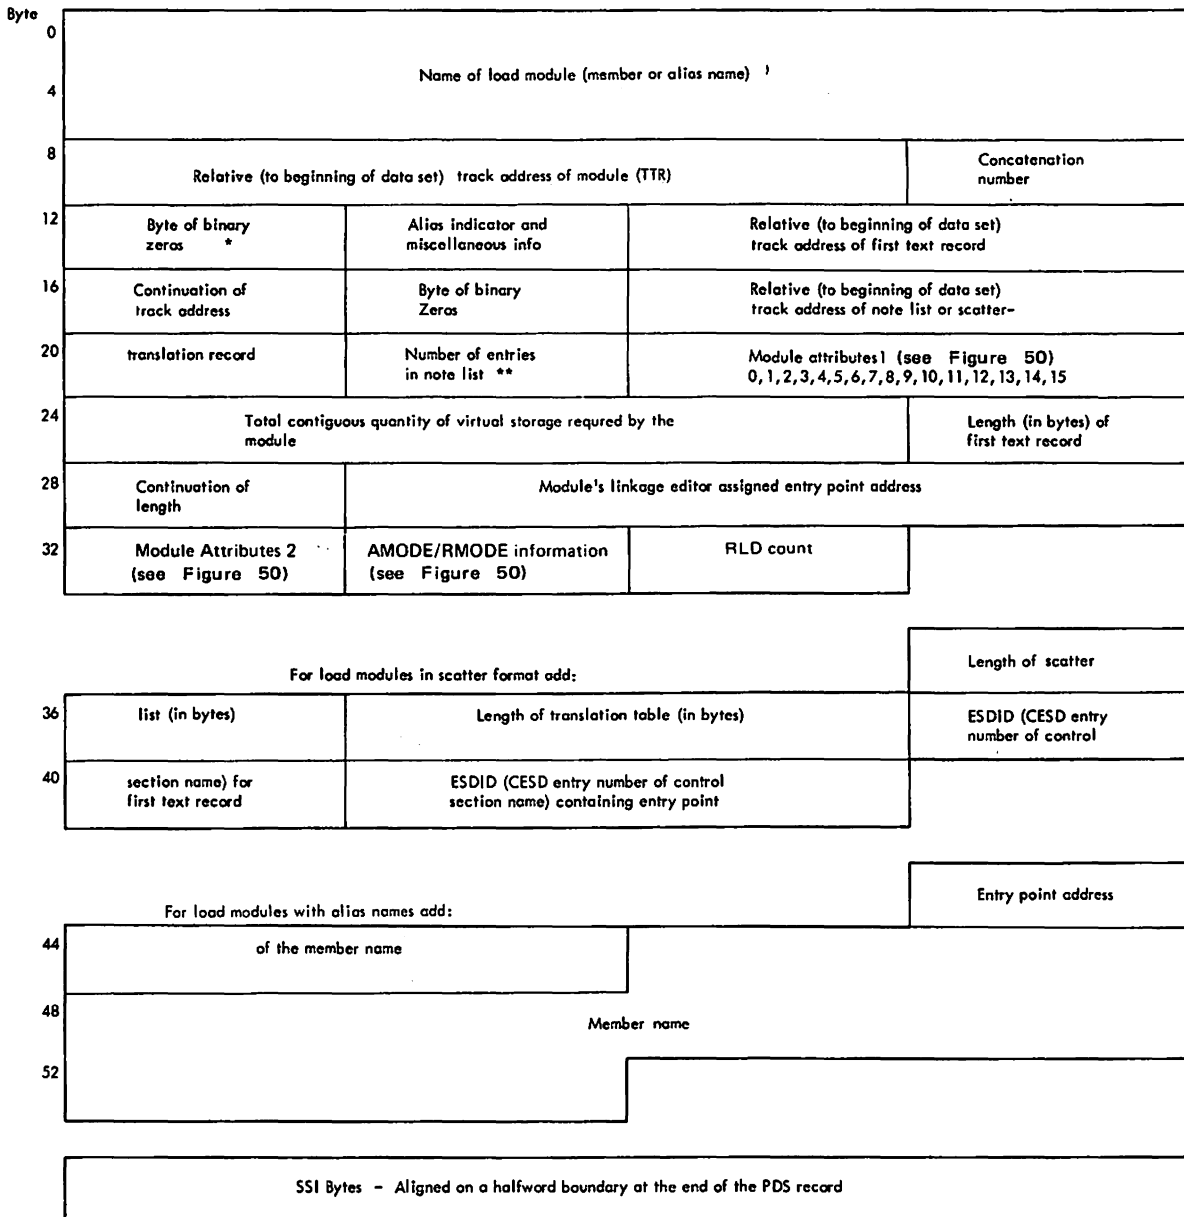 Byte
0
Name of load module (member or alias name)
4
8
Relative (to beginning of data set) track address of module (TTR)
Concatenation
number
12
Byte of binary
zeros *
Alias indicator and
miscellaneous info
Relative (to beginning of data set)
track address of first text record
16
Continuation of
track address
Byte of binary
Zeros
Relative (to beginning of data set)
track address of note list or scatter-
20
translation record
Number of entries
in note list **
Module attributes1 (see Figure 50)
0,1,2,3,4,5,6,7,8,9,10,11,12,13,14,15
24
Total contiguous quantity of virtual storage requred by the
module
Length (in bytes) of
first text record
28
Continuation of
length
Module's linkage editor assigned entry point address
32
Module Attributes 2
(see Figure 50)
AMODE/RMODE information
(see Figure 50)
RLD count
For load modules in scatter format add:
Length of scatter
36
list (in bytes)
Length of translation table (in bytes)
ESDID (CESD entry
number of control
40
section name) for
first text record
ESDID (CESD entry number of control
section name) containing entry point
For load modules with alias names add:
Entry point address
44
of the member name
48
Member name
52
SSI Bytes - Aligned on a halfword boundary at the end of the PDS record